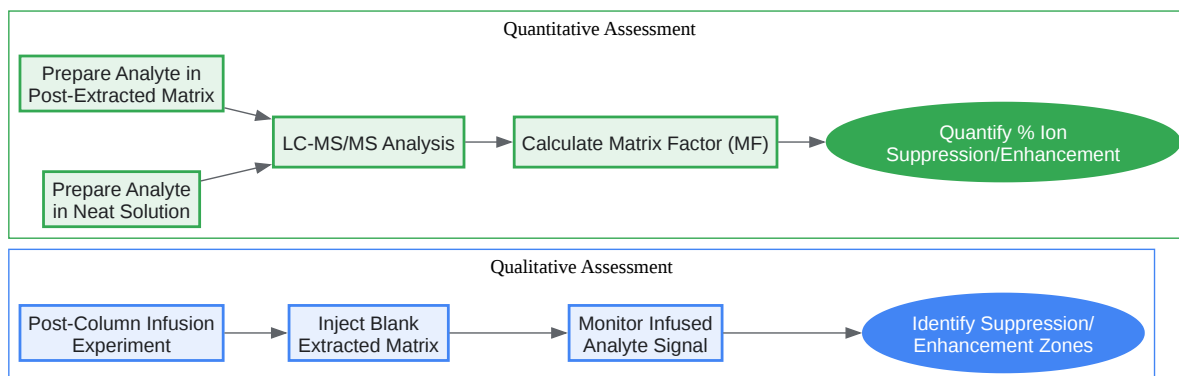 Quantitative Assessment
Prepare Analyte in
Post-Extracted Matrix
Prepare Analyte
in Neat Solution
LC-MS/MS Analysis
Calculate Matrix Factor (MF)
Quantify % Ion
Suppression/Enhancement
Qualitative Assessment
Post-Column Infusion
Experiment
Inject Blank
Extracted Matrix
Monitor Infused
Analyte Signal
Identify Suppression/
Enhancement Zones